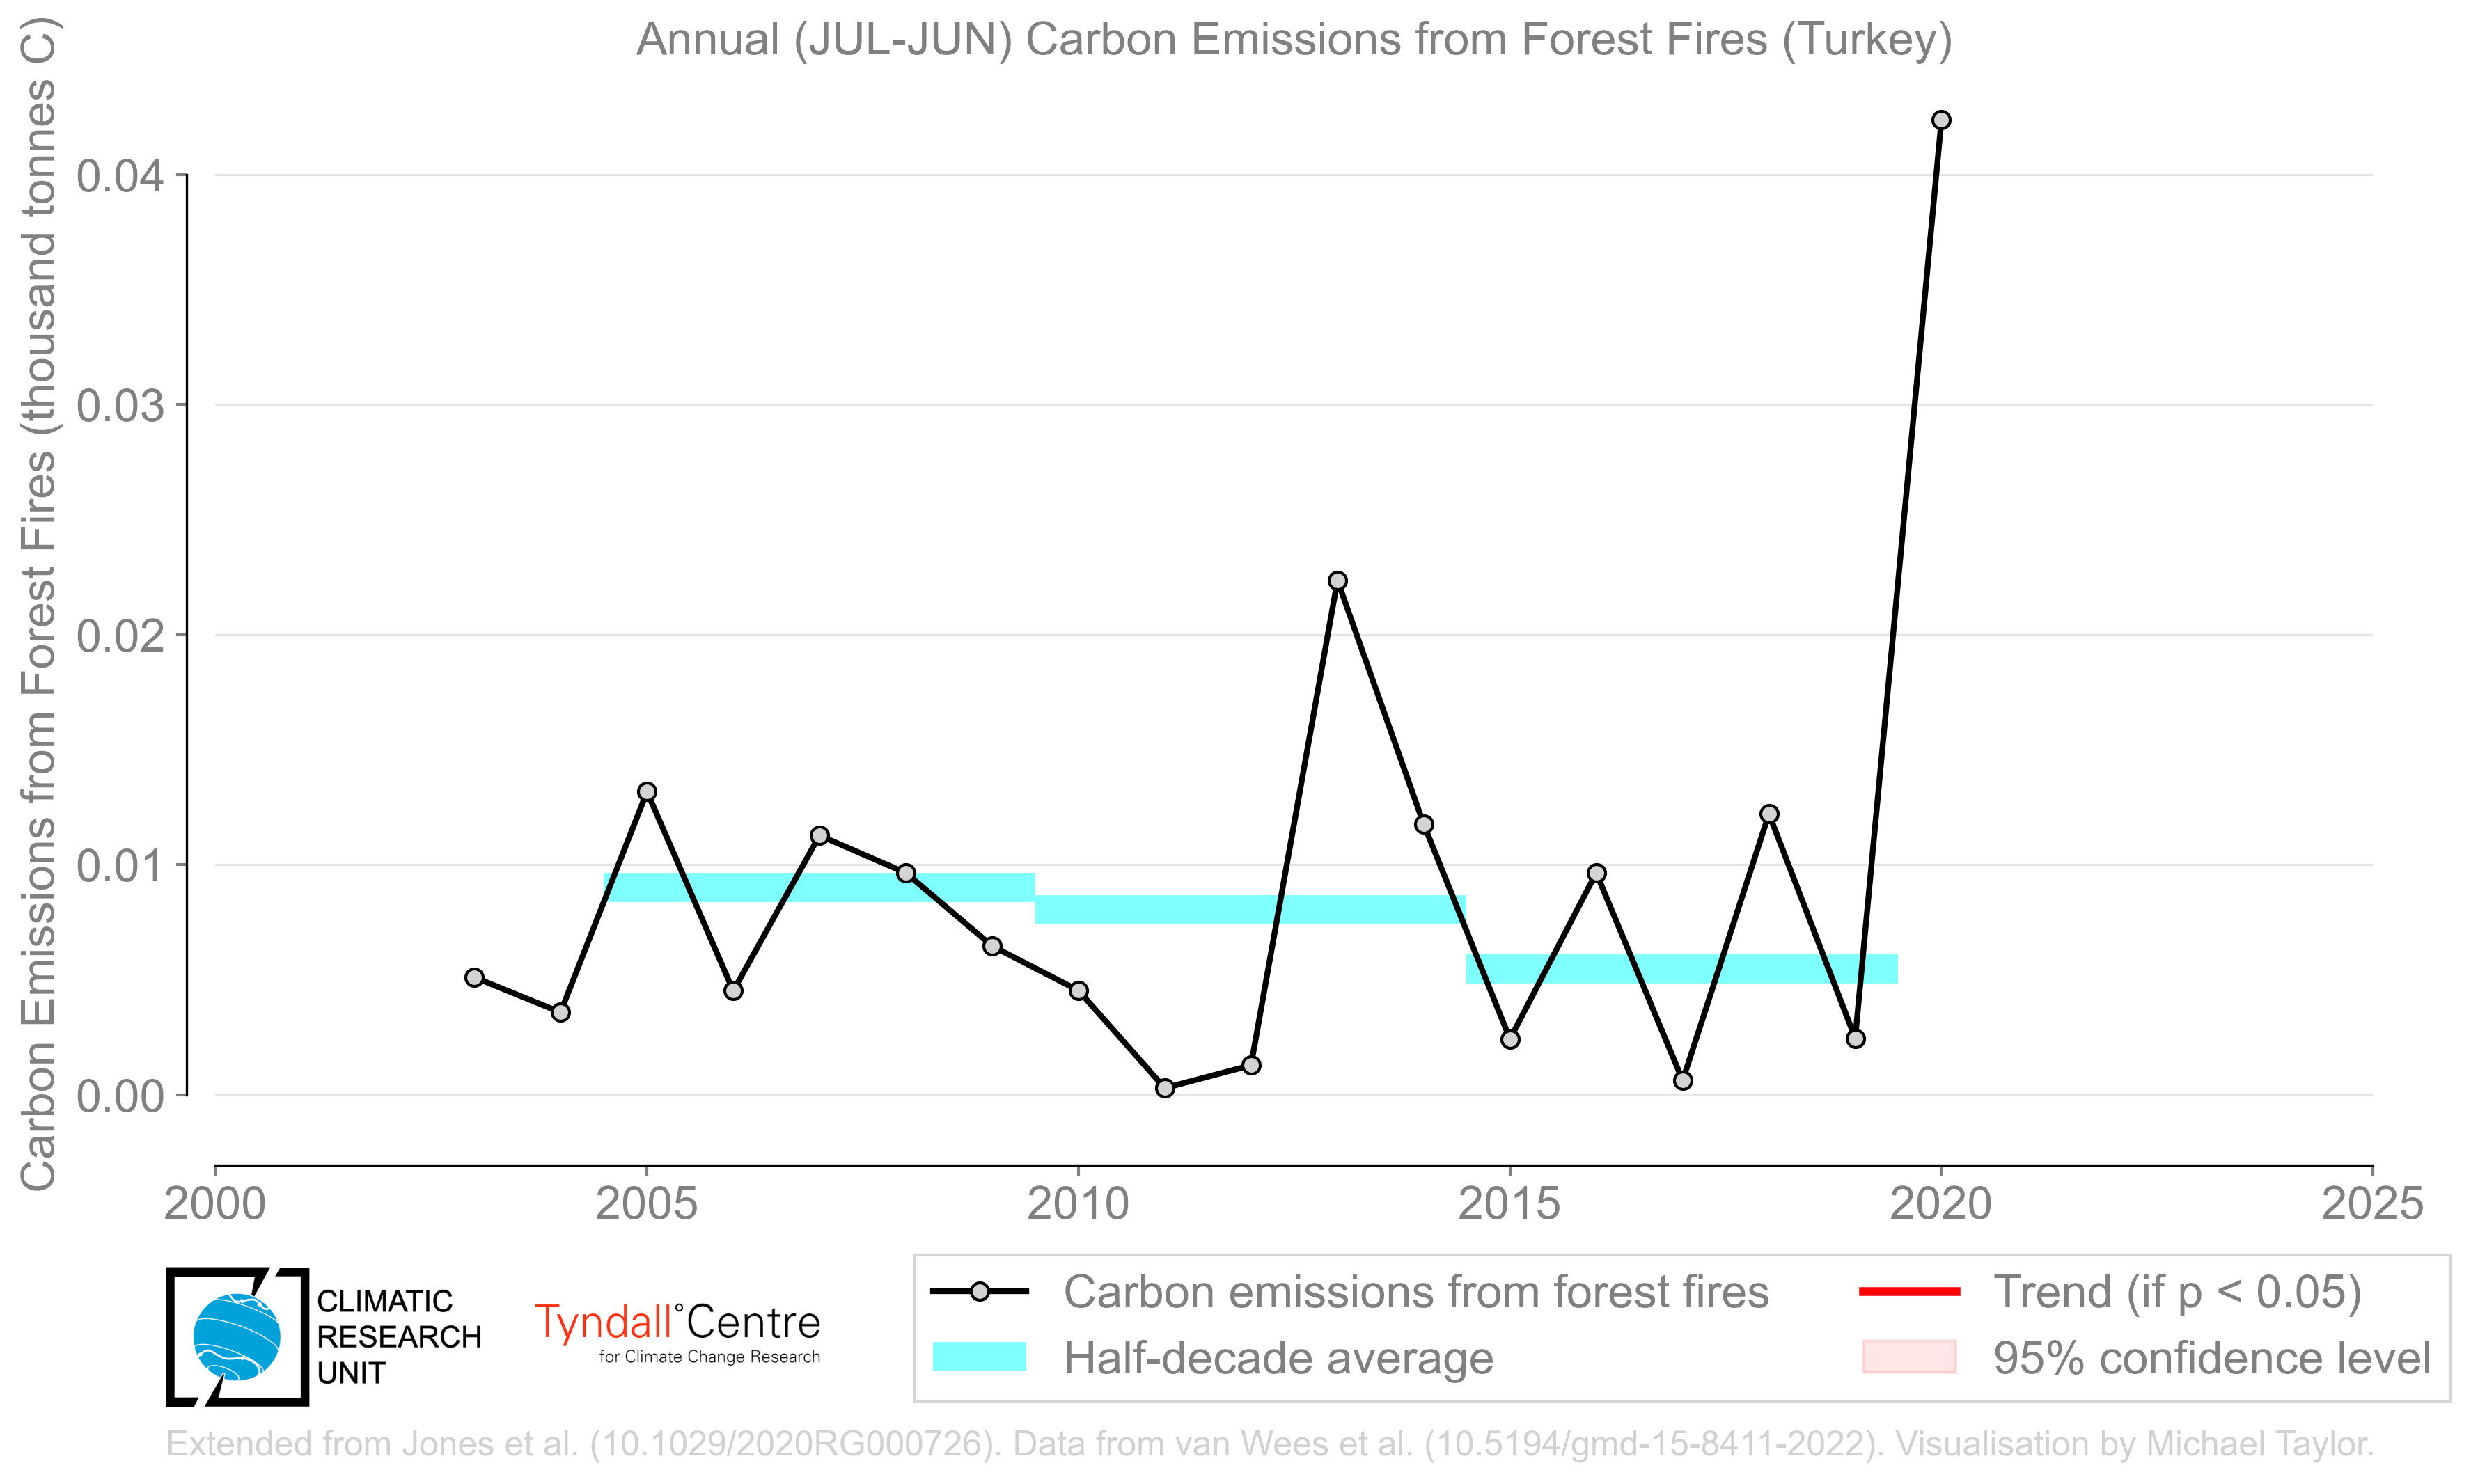 Annual (JUL-JUN) Carbon Emissions from Forest Fires (Turkey)
Carbon Emissions from Forest Fires (thousand tonnes C)
0.04
0.03
0.02
0.01
0.00
2000
2005
2010
2015
2020
2025
CLIMATIC
RESEARCH
UNIT
Tyndall°Centre
for Climate Change Research
Carbon emissions from forest fires
Half-decade average
Trend (if p < 0.05)
95% confidence level
Extended from Jones et al. (10.1029/2020RG000726). Data from van Wees et al. (10.5194/gmd-15-8411-2022). Visualisation by Michael Taylor.